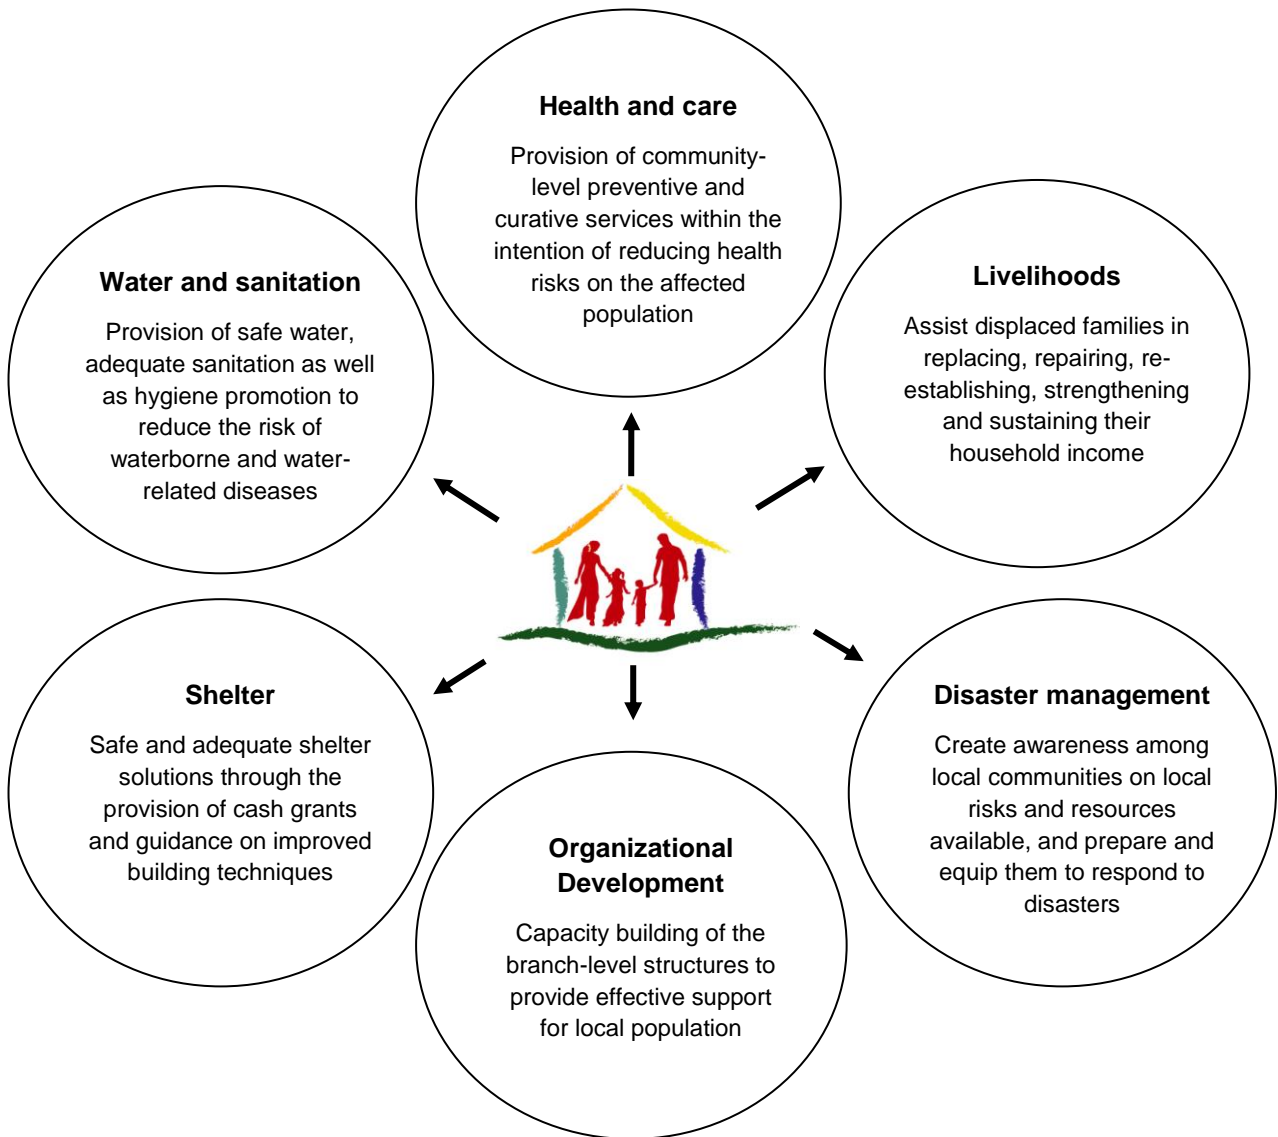 Health and care
Provision of community-
level preventive and
curative services within the
intention of reducing health
risks on the affected
population
Water and sanitation
Provision of safe water,
adequate sanitation as well
as hygiene promotion to
reduce the risk of
waterborne and water-
related diseases
Livelihoods
Assist displaced families in
replacing, repairing, re-
establishing, strengthening
and sustaining their
household income
Shelter
Safe and adequate shelter
solutions through the
provision of cash grants
and guidance on improved
building techniques
Disaster management
Create awareness among
local communities on local
risks and resources
available, and prepare and
equip them to respond to
disasters
Organizational
Development
Capacity building of the
branch-level structures to
provide effective support
for local population